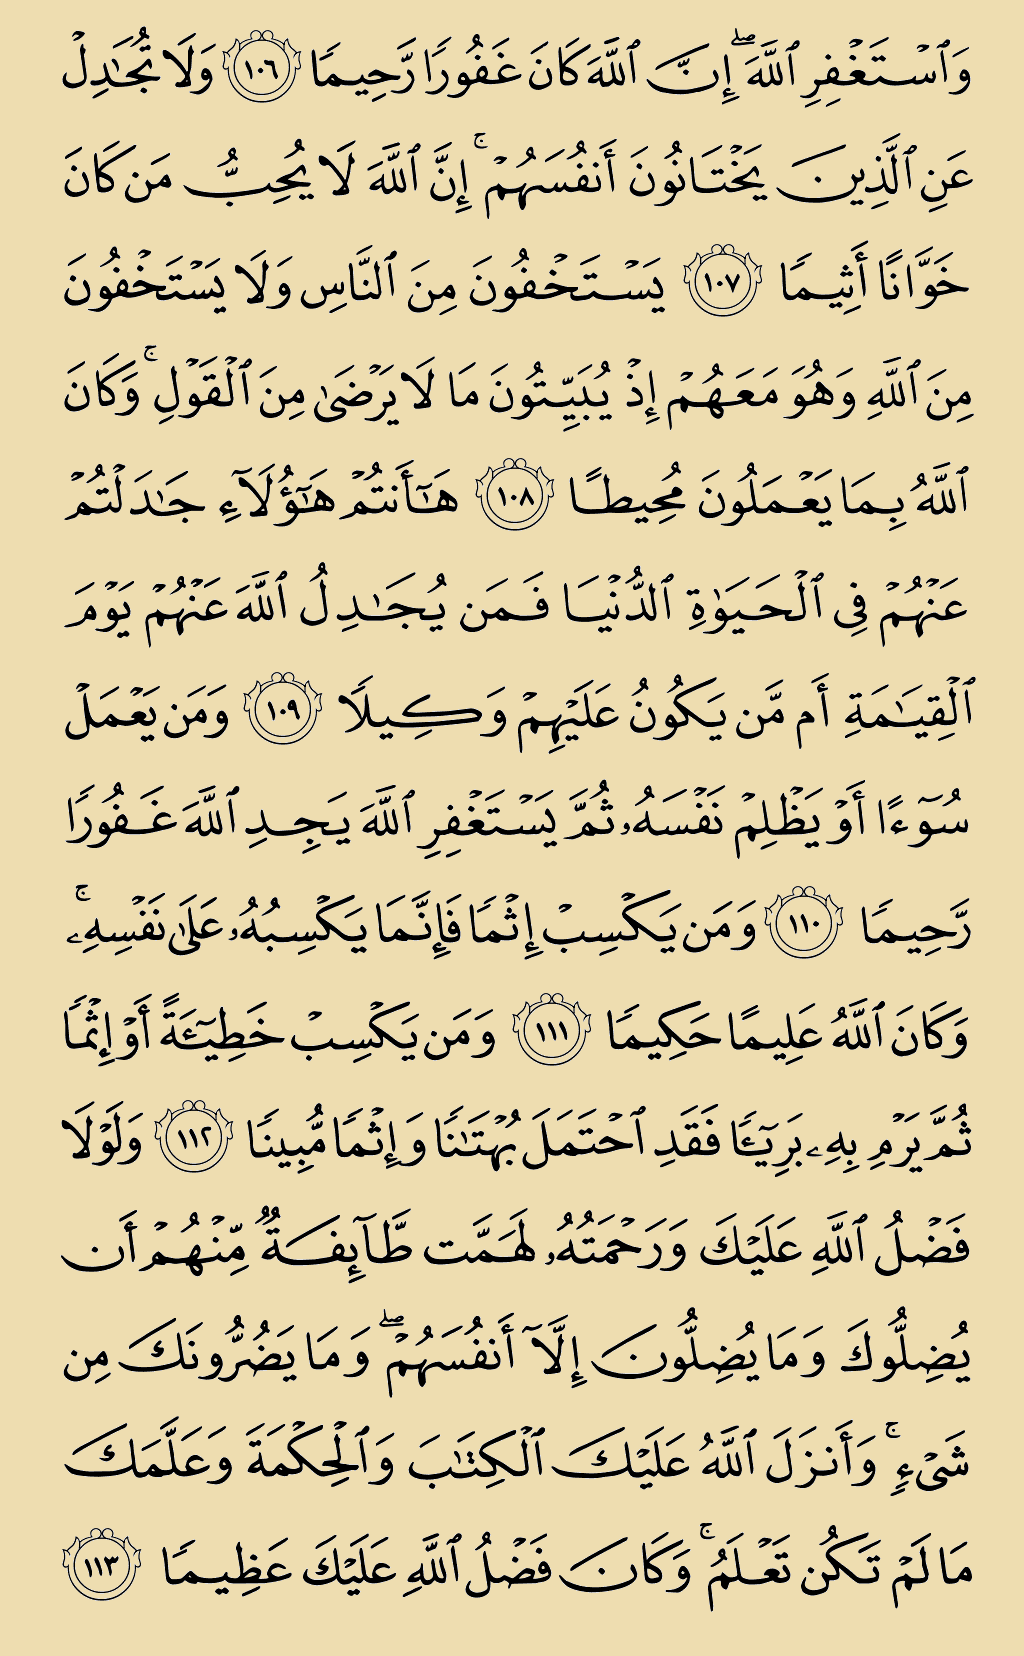 وَٱسۡتَغۡفِرِ ٱللَّهَۖ إِنَّ ٱللَّهَ كَانَ غَفُورٗا رَّحِيمٗا ١٠٦ وَلَا تُجَٰدِلۡ
عَنِ ٱلَّذِينَ يَخۡتَانُونَ أَنفُسَهُمۡۚ إِنَّ ٱللَّهَ لَا يُحِبُّ مَن كَانَ
خَوَّانًا أَثِيمٗا ١٠٧ يَسۡتَخۡفُونَ مِنَ ٱلنَّاسِ وَلَا يَسۡتَخۡفُونَ
مِنَ ٱللَّهِ وَهُوَ مَعَهُمۡ إِذۡ يُبَيِّتُونَ مَا لَا يَرۡضَىٰ مِنَ ٱلۡقَوۡلِۚ وَكَانَ
ٱللَّهُ بِمَا يَعۡمَلُونَ مُحِيطًا ١٠٨ هَٰٓأَنتُمۡ هَٰٓؤُلَآءِ جَٰدَلۡتُمۡ
عَنۡهُمۡ فِي ٱلۡحَيَوٰةِ ٱلدُّنۡيَا فَمَن يُجَٰدِلُ ٱللَّهَ عَنۡهُمۡ يَوۡمَ
ٱلۡقِيَٰمَةِ أَم مَّن يَكُونُ عَلَيۡهِمۡ وَكِيلٗا ١٠٩ وَمَن يَعۡمَلۡ
سُوٓءًا أَوۡ يَظۡلِمۡ نَفۡسَهُۥ ثُمَّ يَسۡتَغۡفِرِ ٱللَّهَ يَجِدِ ٱللَّهَ غَفُورٗا
رَّحِيمٗا ١١٠ وَمَن يَكۡسِبۡ إِثۡمٗا فَإِنَّمَا يَكۡسِبُهُۥ عَلَىٰ نَفۡسِهِۦۚ
وَكَانَ ٱللَّهُ عَلِيمًا حَكِيمٗا ١١١ وَمَن يَكۡسِبۡ خَطِيٓـَٔةً أَوۡ إِثۡمٗا
ثُمَّ يَرۡمِ بِهِۦ بَرِيٓـٔٗا فَقَدِ ٱحۡتَمَلَ بُهۡتَٰنٗا وَإِثۡمٗا مُّبِينٗا ١١٢ وَلَوۡلَا
فَضۡلُ ٱللَّهِ عَلَيۡكَ وَرَحۡمَتُهُۥ لَهَمَّت طَّآئِفَةٞ مِّنۡهُمۡ أَن
يُضِلُّوكَ وَمَا يُضِلُّونَ إِلَّآ أَنفُسَهُمۡۖ وَمَا يَضُرُّونَكَ مِن
شَيۡءٖۚ وَأَنزَلَ ٱللَّهُ عَلَيۡكَ ٱلۡكِتَٰبَ وَٱلۡحِكۡمَةَ وَعَلَّمَكَ
مَا لَمۡ تَكُن تَعۡلَمُۚ وَكَانَ فَضۡلُ ٱللَّهِ عَلَيۡكَ عَظِيمٗا ١١٣